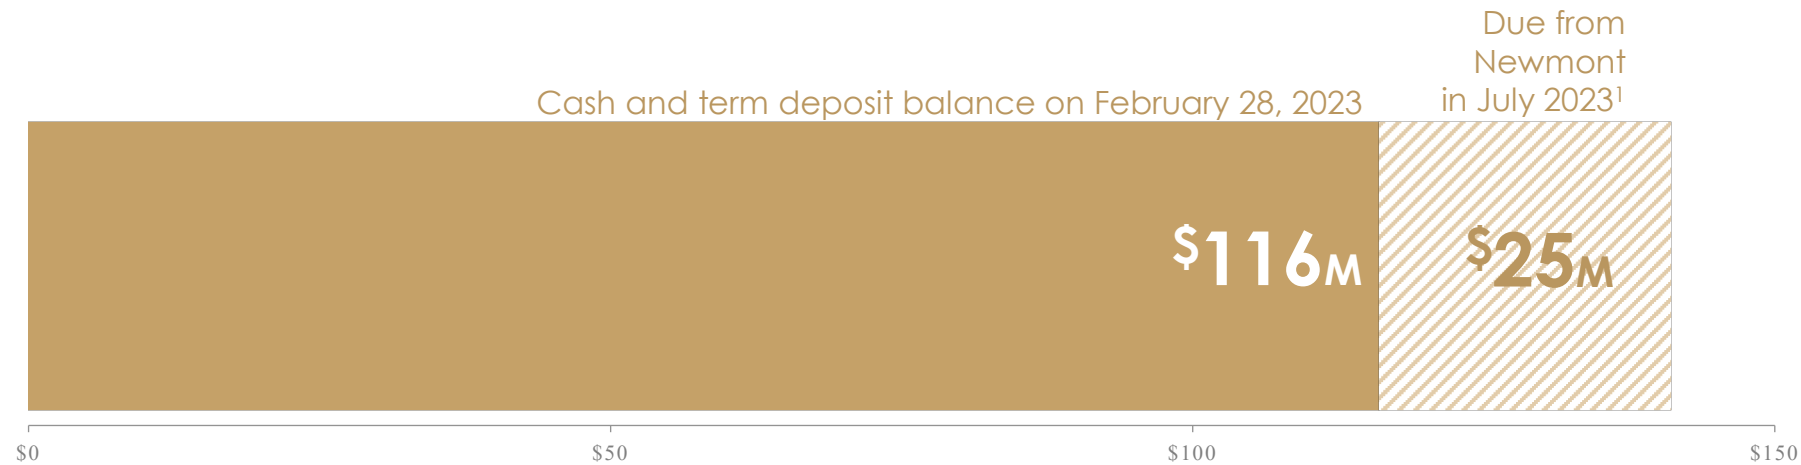 Due from
Newmont
in July 2023¹
Cash and term deposit balance on February 28, 2023
$116M
$25M
$0
$50
$100
$150